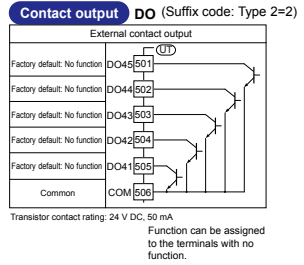 Contact output DO (Suffix code: Type 2=2)
External contact output
UT
Factory default: No function DO45 501
Factory default: No function DO44 502
Factory default: No function DO43 503
Factory default: No function DO42 504
Factory default: No function DO41 505
Common COM 506
Transistor contact rating: 24 V DC, 50 mA
Function can be assigned
to the terminals with no
function.